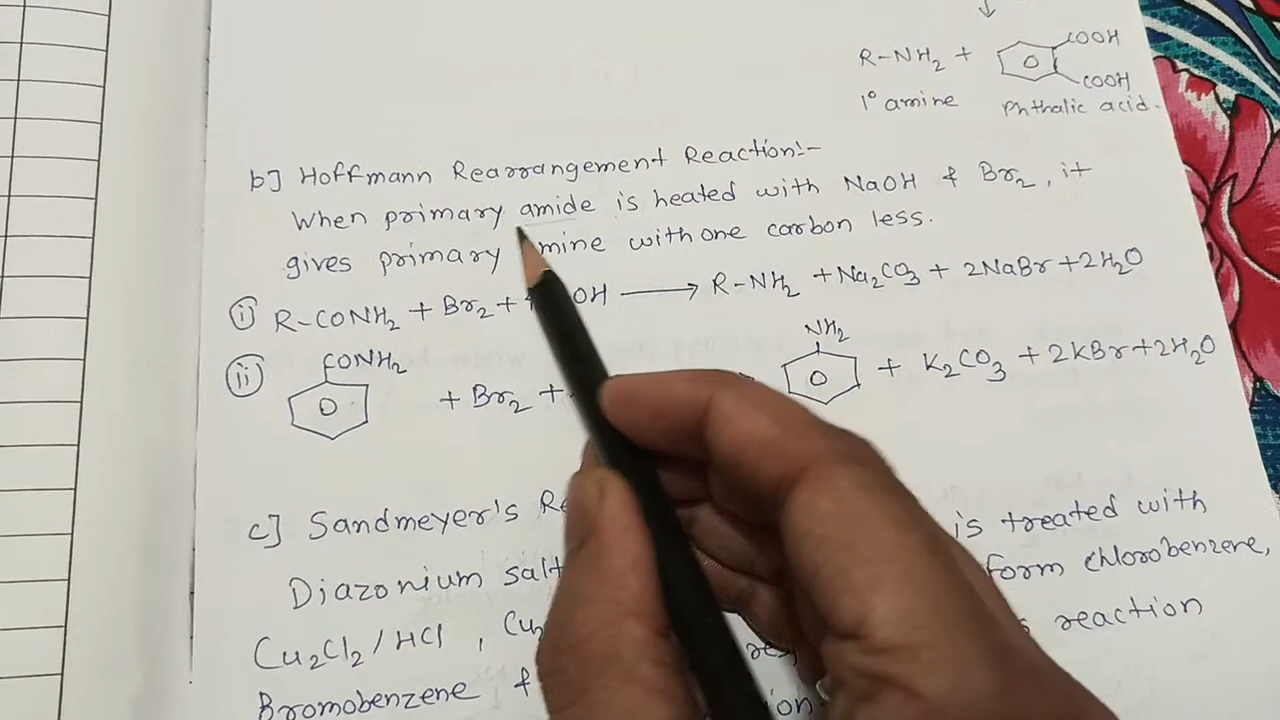 R-NH2 + COOH
COOH
1° amine Phthalic acid.
b] Hoffmann Rearrangement Reaction:-
When primary amide is heated with NaOH & Br2, it
gives primary mine with one carbon less.
(i) R-CONH2 + Br2 + OH ⟶ R-NH2 + Na2CO3 + 2NaBr + 2H2O
(ii) CONH2 + Br2 + NH2 + K2CO3 + 2KBr + 2H2O
c] Sandmeyer's is treated with
Diazonium salt form chlorobenzene,
Cu2Cl2 / HCl , reaction
Bromobenzene &